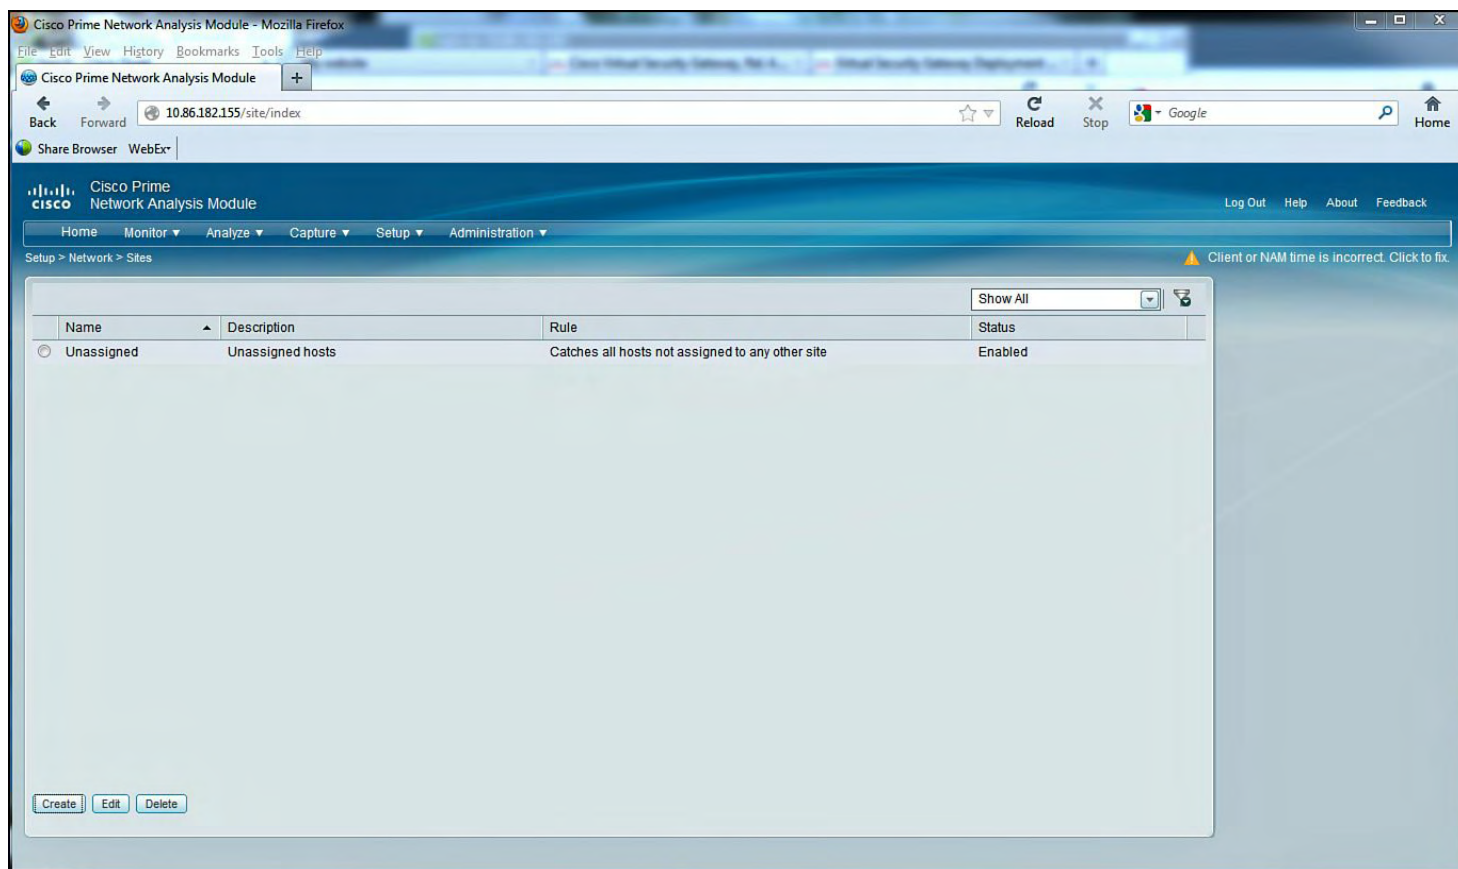 Cisco Prime Network Analysis Module - Mozilla Firefox
File Edit View History Bookmarks Tools Help
Cisco Prime Network Analysis Module +
Back Forward 10.86.182.155/site/index Reload Stop Google Home
Share Browser WebEx
CISCO Cisco Prime
Network Analysis Module
Log Out Help About Feedback
Home Monitor Analyze Capture Setup Administration
Setup > Network > Sites
Client or NAM time is incorrect. Click to fix.
Show All
Name Description Rule Status
Unassigned Unassigned hosts Catches all hosts not assigned to any other site Enabled
Create Edit Delete